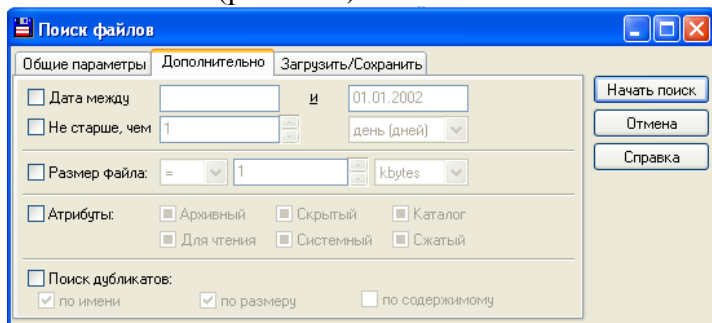 Поиск файлов
Общие параметры Дополнительно Загрузить/Сохранить
Дата между и 01.01.2002
Не старше, чем 1 день (дней)
Размер файла: = 1 kbytes
Атрибуты: Архивный Скрытый Каталог
Для чтения Системный Сжатый
Поиск дубликатов:
по имени по размеру по содержимому
Начать поиск
Отмена
Справка